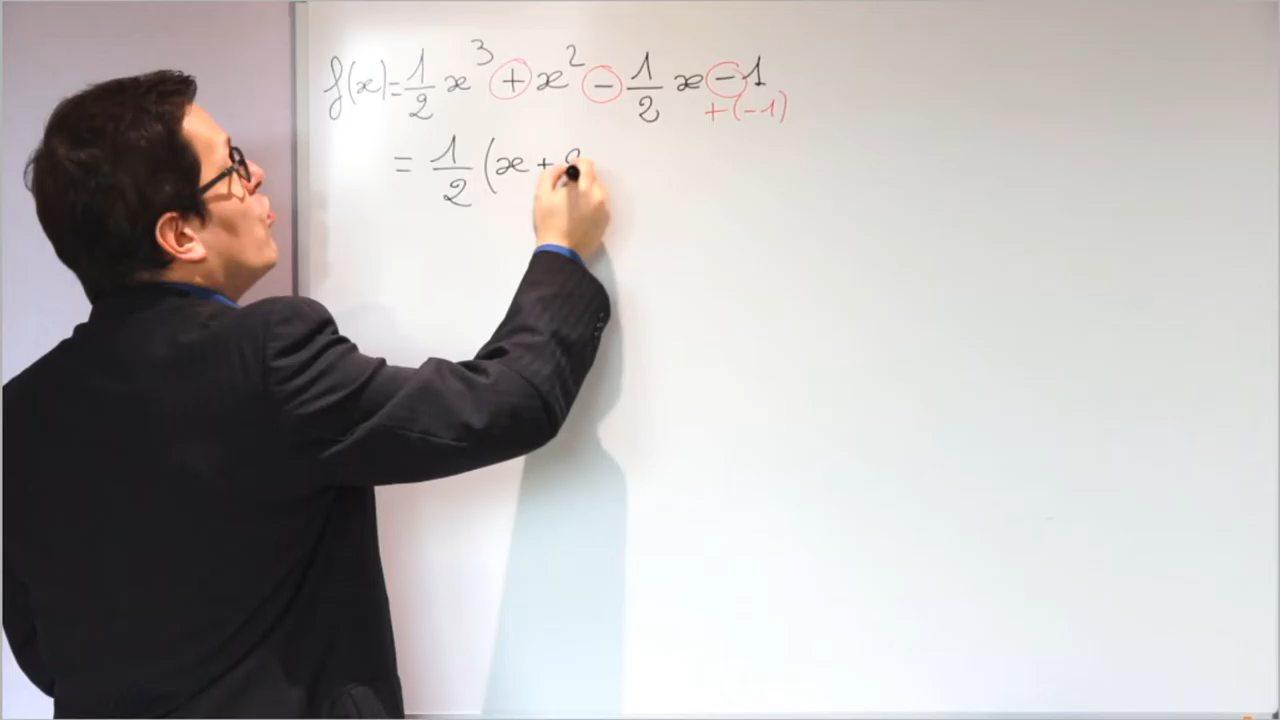 f(x)=1/2 x³ + x² − 1/2 x − 1
+(−1)
= 1/2 (x +